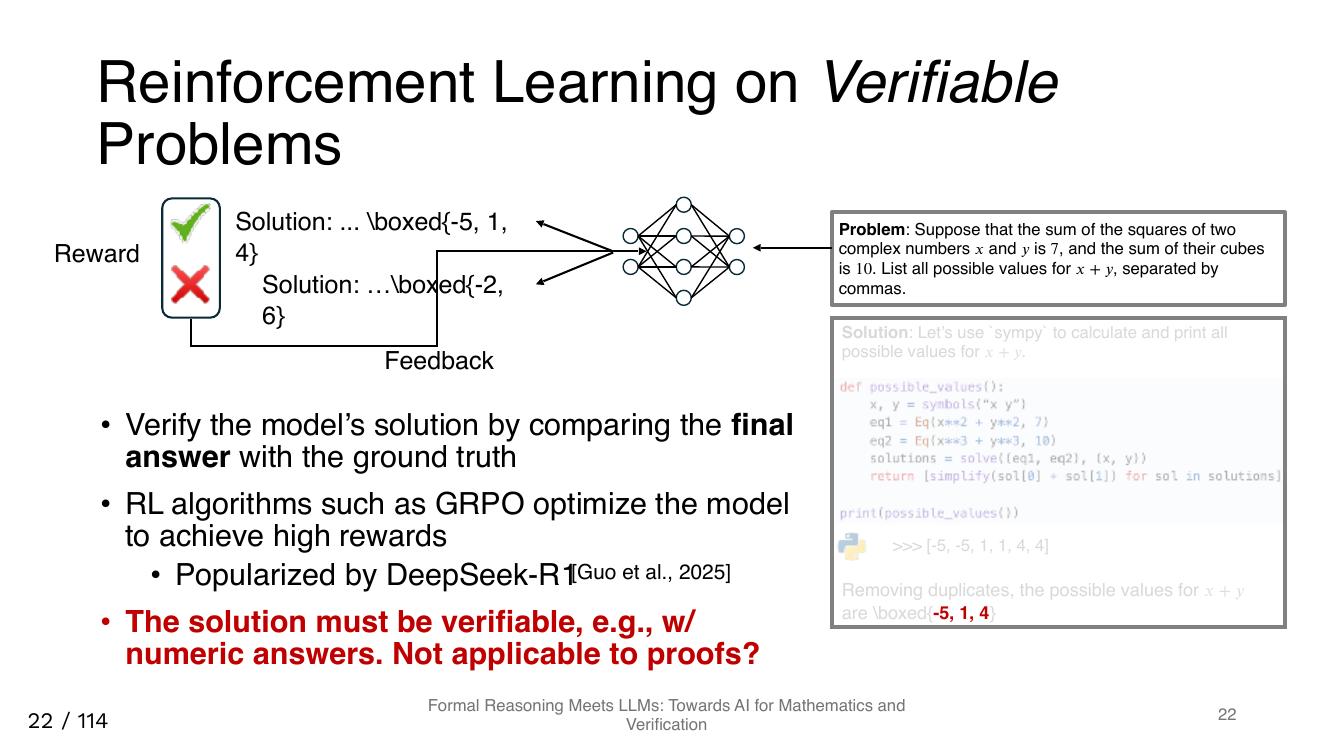 Reinforcement Learning on Verifiable
Problems
Reward
Solution: ... \boxed{-5, 1,
4}
Solution: …\boxed{-2,
6}
Feedback
Problem: Suppose that the sum of the squares of two
complex numbers x and y is 7, and the sum of their cubes
is 10. List all possible values for x + y, separated by
commas.
Solution: Let's use `sympy` to calculate and print all
possible values for x + y.
def possible_values():
    x, y = symbols("x y")
    eq1 = Eq(x**2 + y**2, 7)
    eq2 = Eq(x**3 + y**3, 10)
    solutions = solve((eq1, eq2), (x, y))
    return [simplify(sol[0] + sol[1]) for sol in solutions]
print(possible_values())
>>> [-5, -5, 1, 1, 4, 4]
Removing duplicates, the possible values for x + y
are \boxed{-5, 1, 4}
• Verify the model’s solution by comparing the final
answer with the ground truth
• RL algorithms such as GRPO optimize the model
to achieve high rewards
• Popularized by DeepSeek-R1 [Guo et al., 2025]
• The solution must be verifiable, e.g., w/
numeric answers. Not applicable to proofs?
22 / 114
Formal Reasoning Meets LLMs: Towards AI for Mathematics and
Verification
22